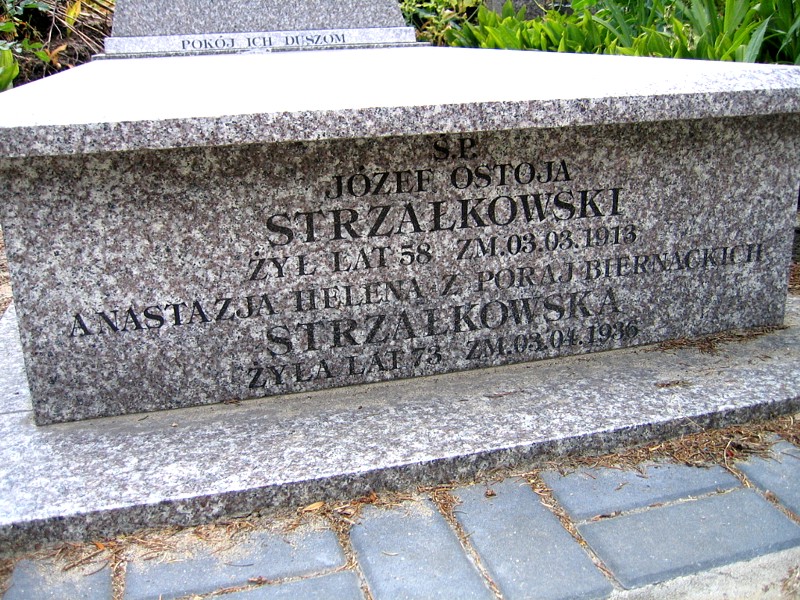 POKÓJ ICH DUSZOM
Ś.P.
JÓZEF OSTOJA
STRZAŁKOWSKI
ŻYŁ LAT 58 ZM.03.03.1913
ANASTAZJA HELENA Z PORAJ BIERNACKICH
STRZAŁKOWSKA
ŻYŁA LAT 73 ZM.03.04.1936